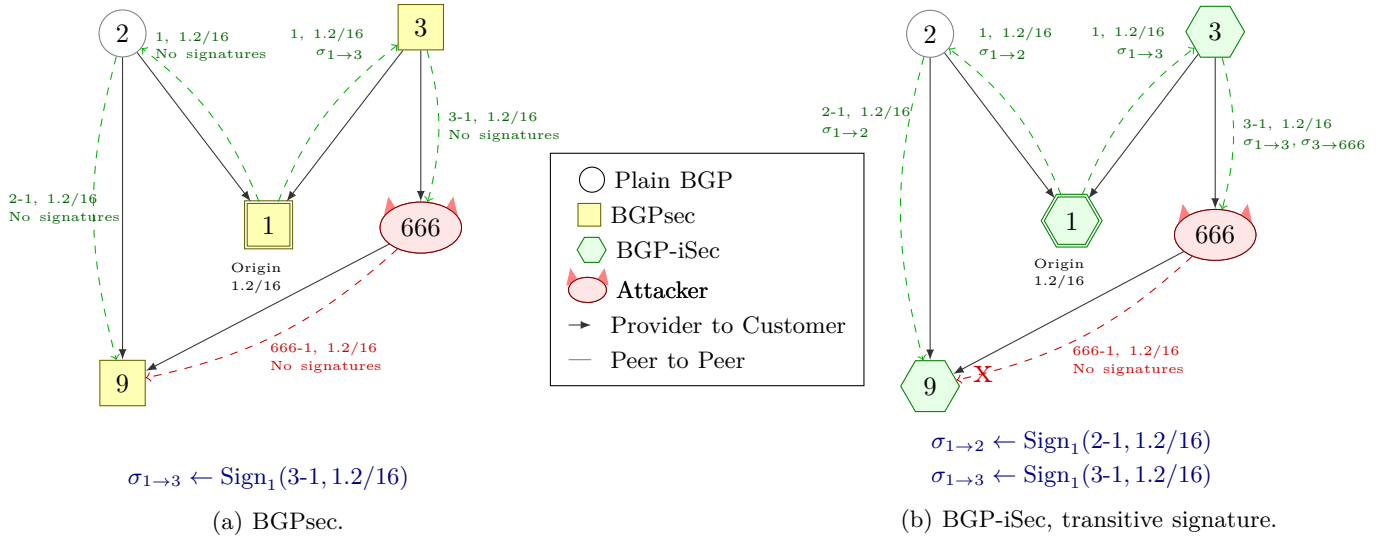 2
1, 1.2/16
No signatures
1, 1.2/16
σ1→3
3
3-1, 1.2/16
No signatures
2-1, 1.2/16
No signatures
1
Origin
1.2/16
666
666-1, 1.2/16
No signatures
9
σ1→3 ← Sign1(3-1, 1.2/16)
(a) BGPsec.
Plain BGP
BGPsec
BGP-iSec
Attacker
Provider to Customer
Peer to Peer
2
1, 1.2/16
σ1→2
1, 1.2/16
σ1→3
3
2-1, 1.2/16
σ1→2
3-1, 1.2/16
σ1→3, σ3→666
1
Origin
1.2/16
666
666-1, 1.2/16
No signatures
X
9
σ1→2 ← Sign1(2-1, 1.2/16)
σ1→3 ← Sign1(3-1, 1.2/16)
(b) BGP-iSec, transitive signature.